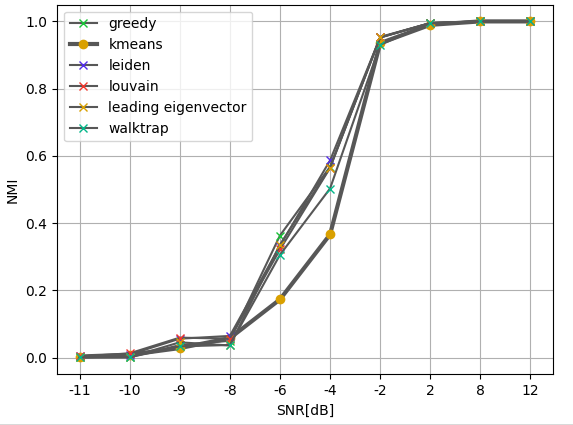 greedy
kmeans
leiden
louvain
leading eigenvector
walktrap
1.0
0.8
0.6
0.4
0.2
0.0
NMI
-11 -10 -9 -8 -6 -4 -2 2 8 12
SNR[dB]